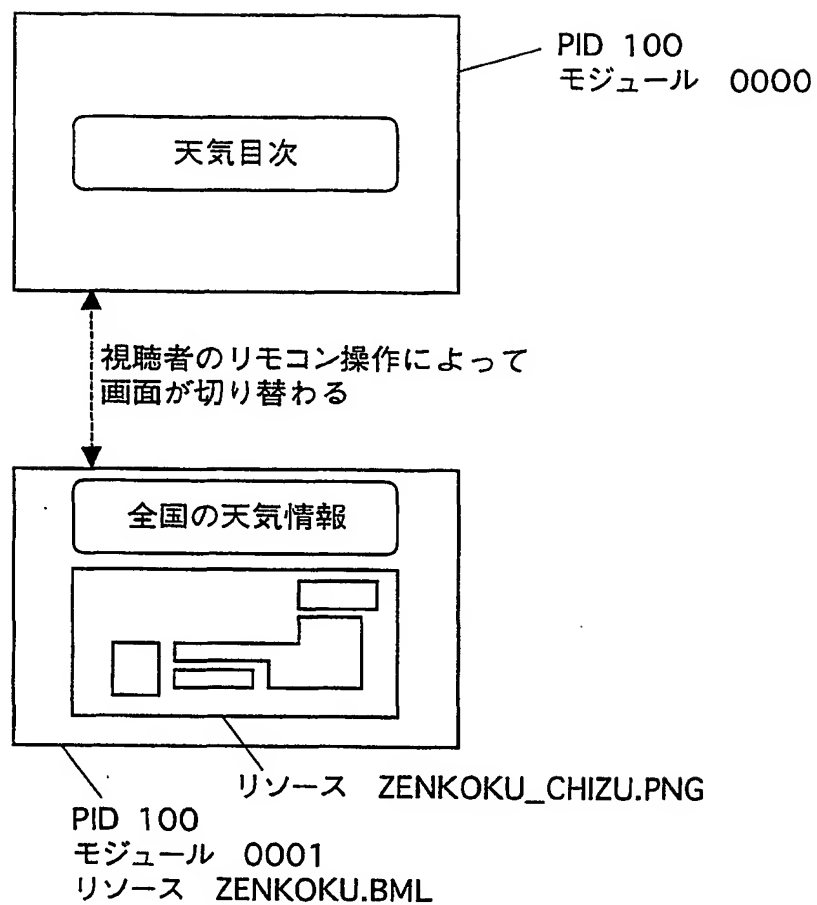 PID 100
モジュール 0000
天気目次
視聴者のリモコン操作によって
画面が切り替わる
全国の天気情報
リソース ZENKOKU_CHIZU.PNG
PID 100
モジュール 0001
リソース ZENKOKU.BML